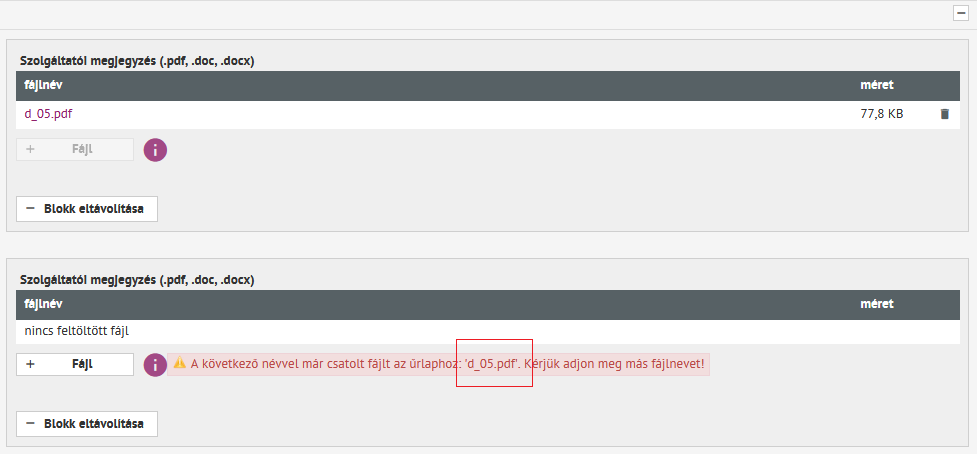 Szolgáltatói megjegyzés (.pdf, .doc, .docx)
fájlnév méret
d_05.pdf 77,8 KB
+ Fájl i
− Blokk eltávolítása
Szolgáltatói megjegyzés (.pdf, .doc, .docx)
fájlnév méret
nincs feltöltött fájl
+ Fájl i A következő névvel már csatolt fájlt az űrlaphoz: 'd_05.pdf'. Kérjük adjon meg más fájlnevet!
− Blokk eltávolítása